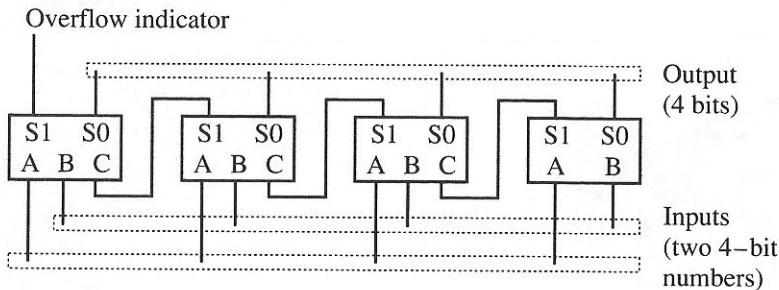 Overflow indicator
Output
(4 bits)
S1 S0
A B C
S1 S0
A B C
S1 S0
A B C
S1 S0
A B
Inputs
(two 4–bit
numbers)